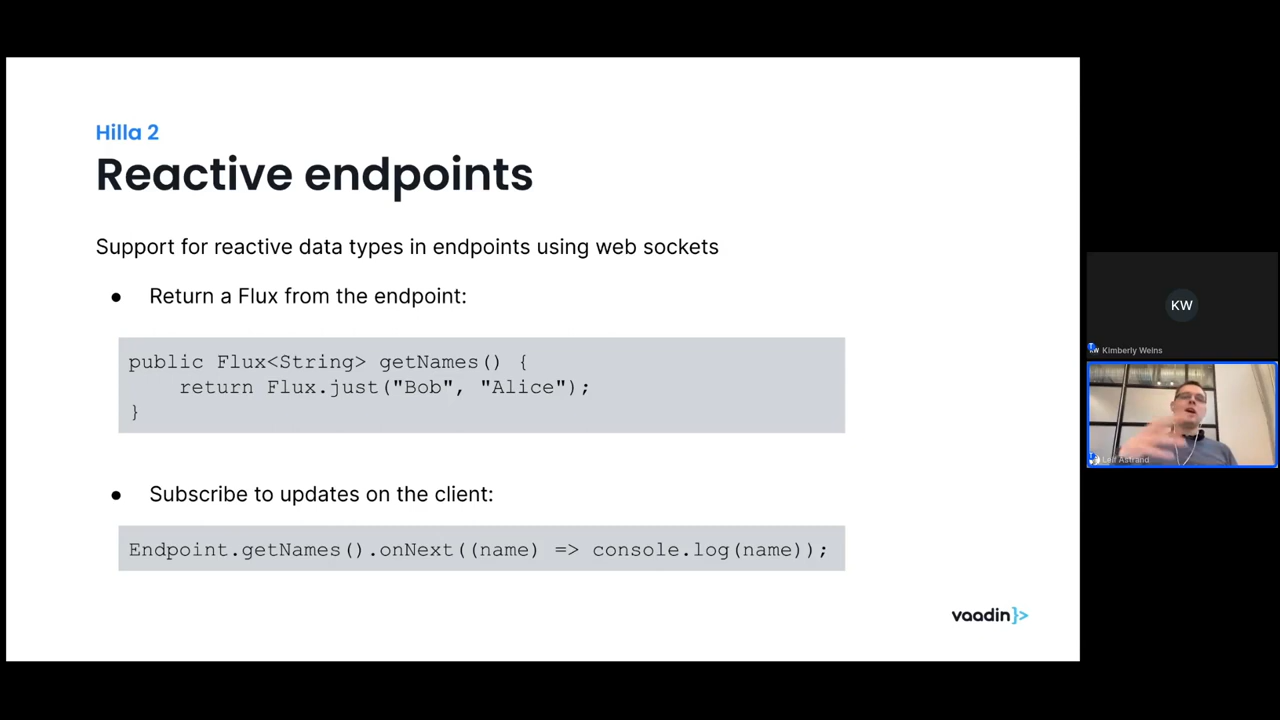 Hilla 2
Reactive endpoints
Support for reactive data types in endpoints using web sockets
● Return a Flux from the endpoint:
public Flux<String> getNames() {
    return Flux.just("Bob", "Alice");
}
● Subscribe to updates on the client:
Endpoint.getNames().onNext((name) => console.log(name));
vaadin}>
KW
Kimberly Weins
Leif Åstrand